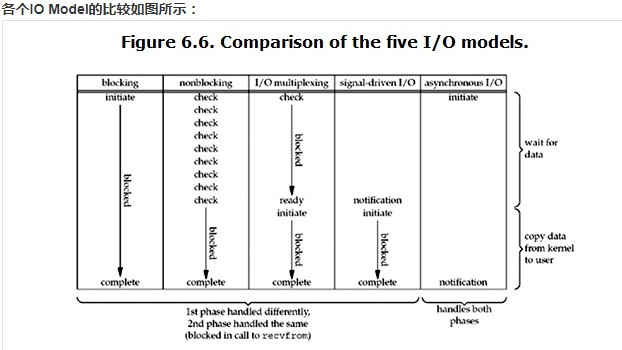 各个IO Model的比较如图所示：
Figure 6.6. Comparison of the five I/O models.
blocking nonblocking I/O multiplexing signal-driven I/O asynchronous I/O
initiate check check initiate
check
check
check
check
check
check
check
check ready notification
initiate initiate
blocked
blocked
blocked
blocked
blocked
complete complete complete complete notification
wait for
data
copy data
from kernel
to user
1st phase handled differently,
2nd phase handled the same
(blocked in call to recvfrom)
handles both
phases